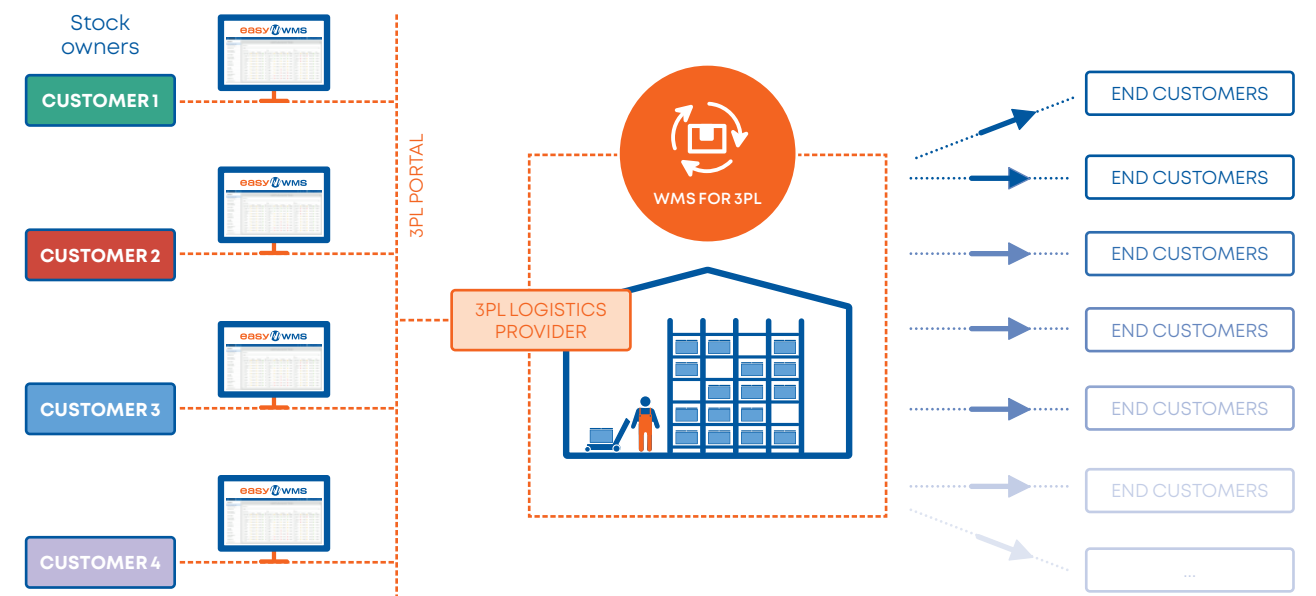 Stock
owners
easy WMS
CUSTOMER 1
easy WMS
CUSTOMER 2
easy WMS
CUSTOMER 3
easy WMS
CUSTOMER 4
3PL PORTAL
3PL LOGISTICS
PROVIDER
WMS FOR 3PL
END CUSTOMERS
END CUSTOMERS
END CUSTOMERS
END CUSTOMERS
END CUSTOMERS
END CUSTOMERS
...